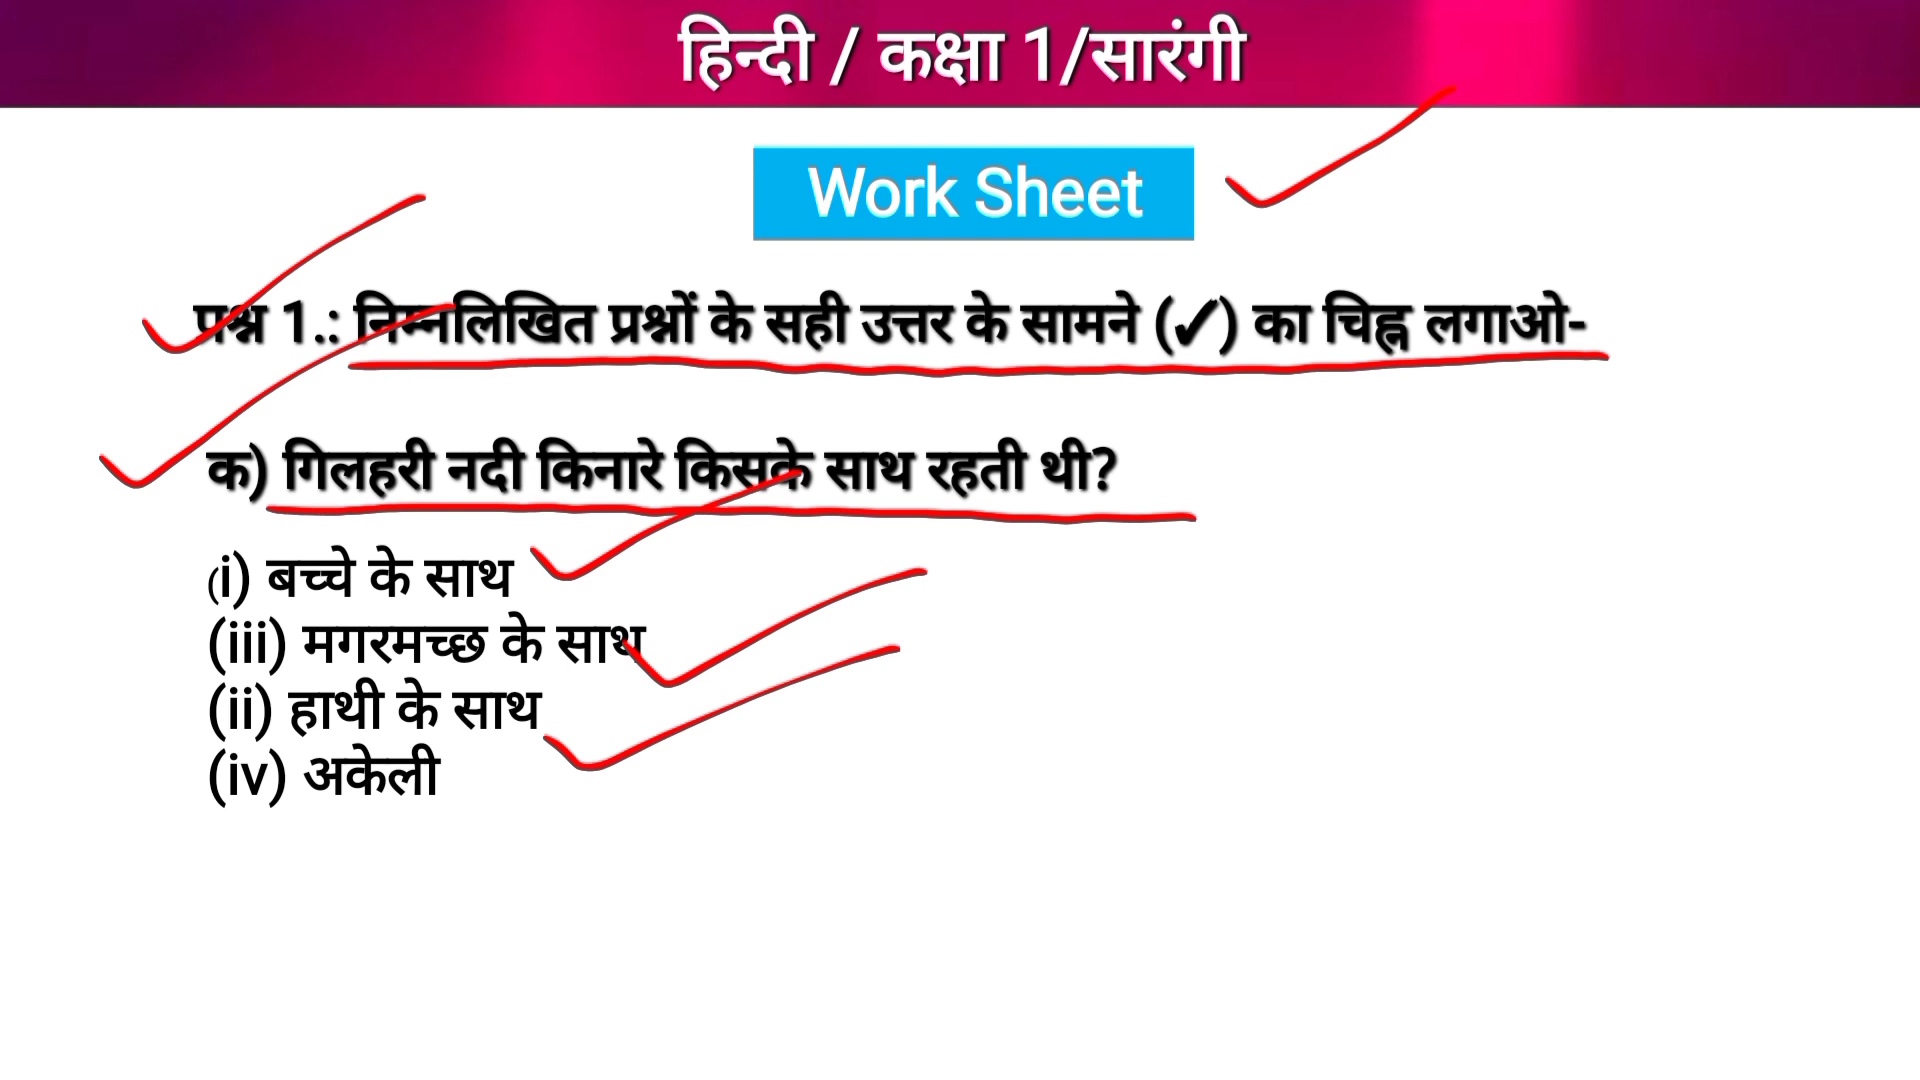 हिन्दी / कक्षा 1/सारंगी
Work Sheet
प्रश्न 1.: निम्नलिखित प्रश्नों के सही उत्तर के सामने (✓) का चिह्न लगाओ-
क) गिलहरी नदी किनारे किसके साथ रहती थी?
(i) बच्चे के साथ
(iii) मगरमच्छ के साथ
(ii) हाथी के साथ
(iv) अकेली